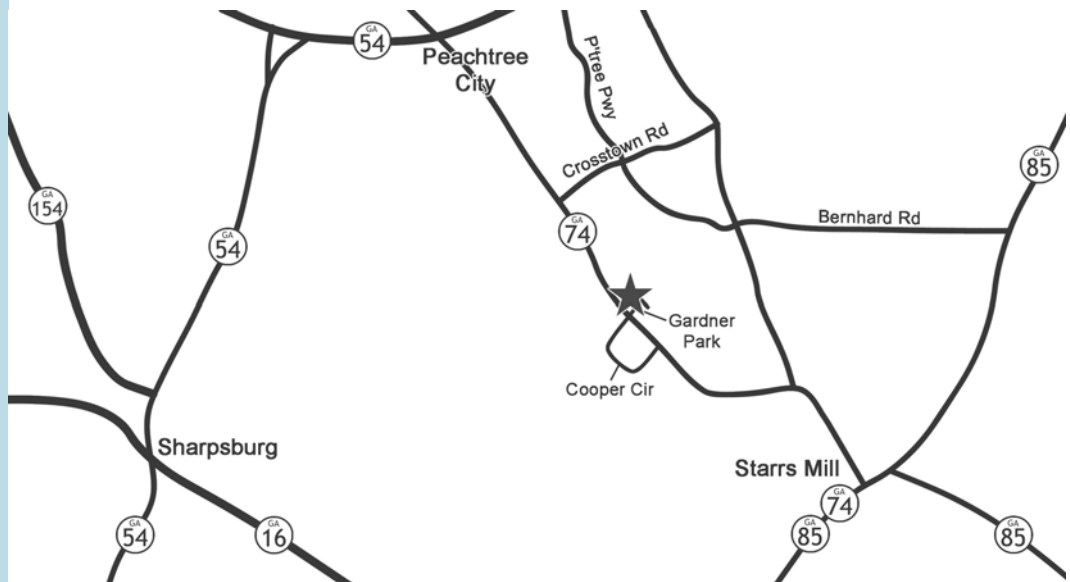 GA
54
Peachtree
City
P'tree Pwy
Crosstown Rd
GA
85
GA
154
GA
54
GA
74
Bernhard Rd
Gardner
Park
Cooper Cir
Sharpsburg
Starrs Mill
GA
74
GA
54
GA
16
GA
85
GA
85